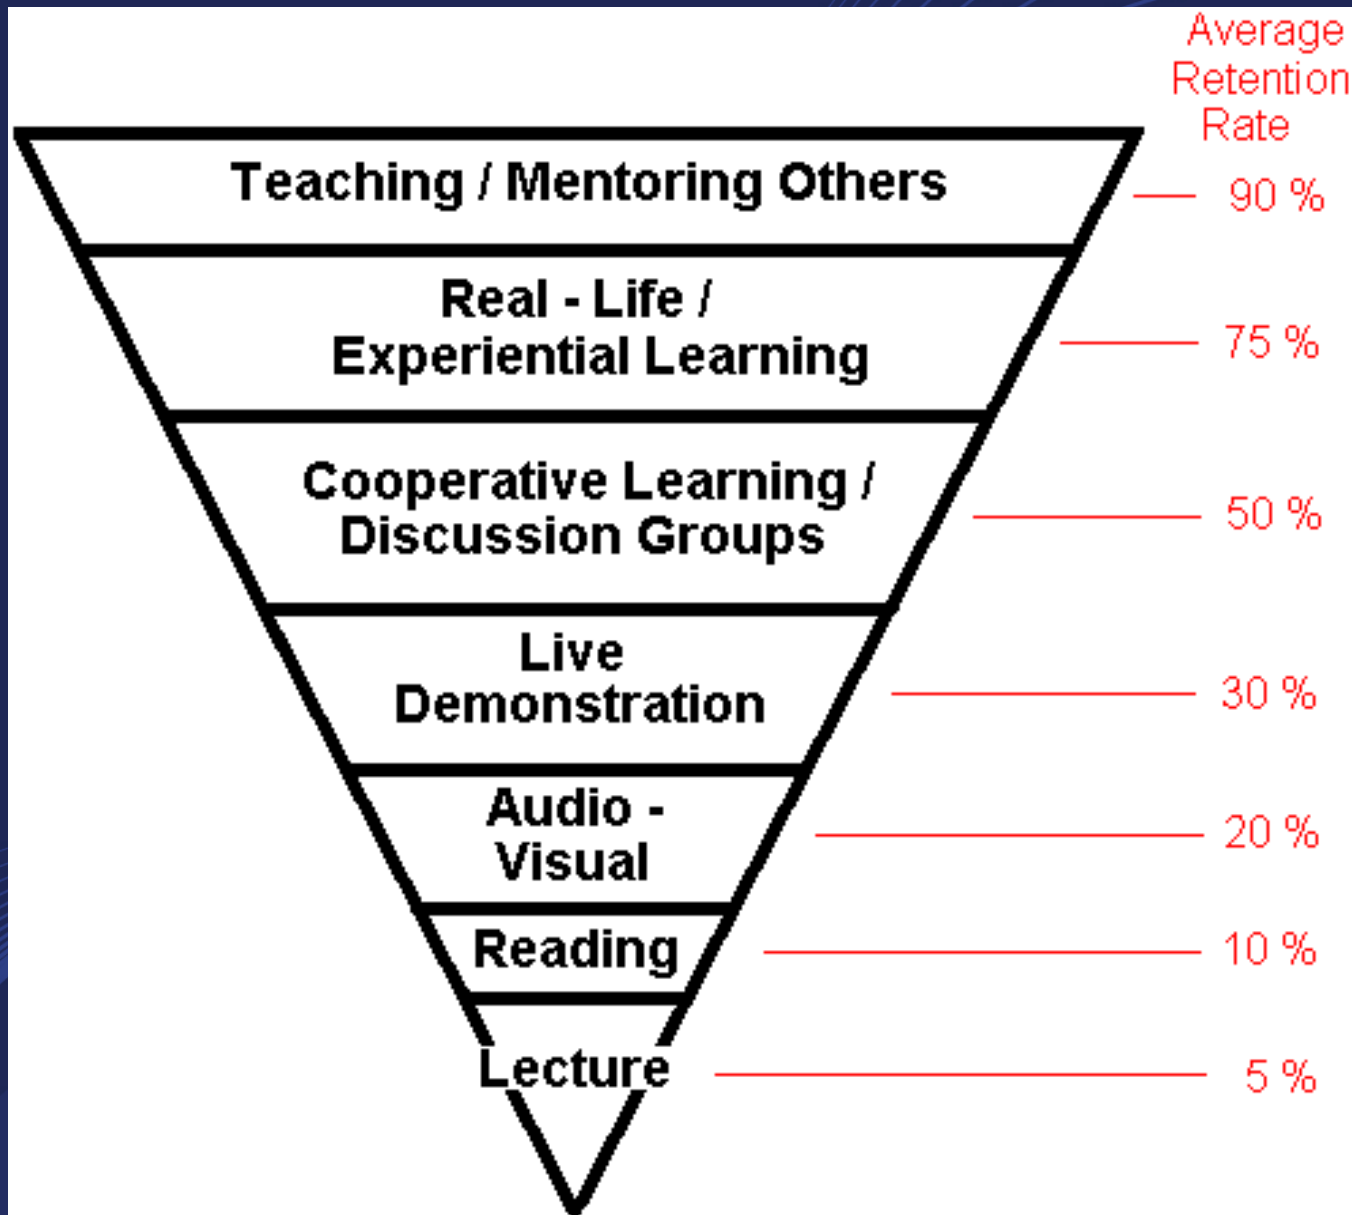 Average
Retention
Rate
Teaching / Mentoring Others
90 %
Real - Life /
Experiential Learning
75 %
Cooperative Learning /
Discussion Groups
50 %
Live
Demonstration
30 %
Audio -
Visual
20 %
Reading
10 %
Lecture
5 %